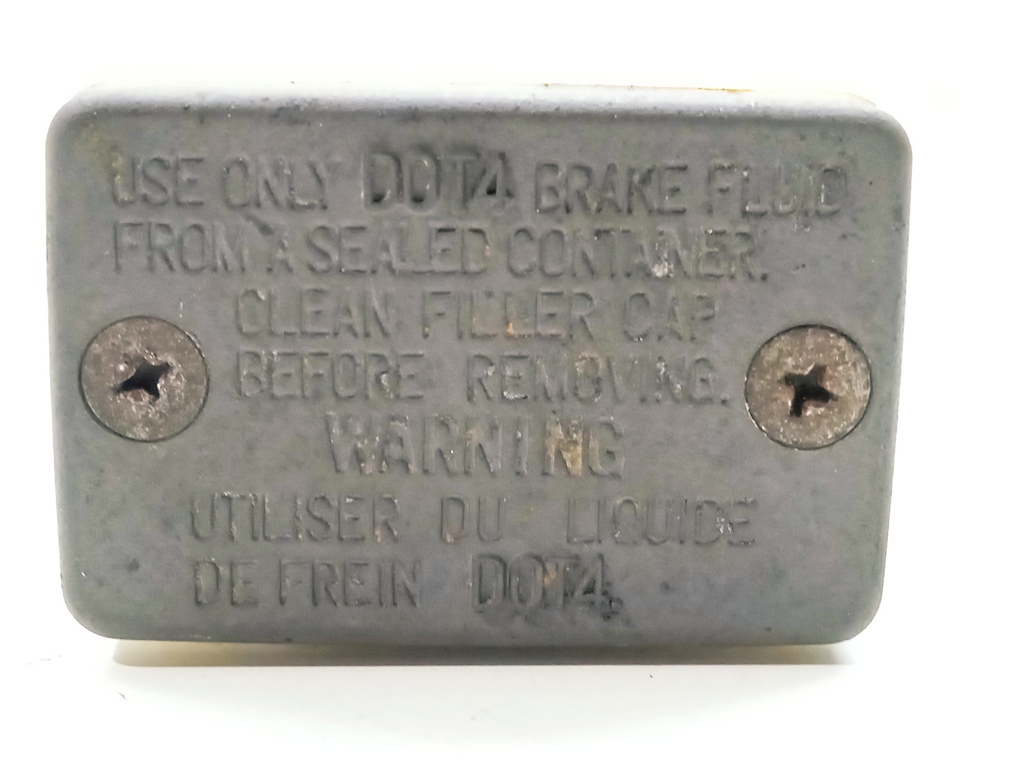 USE ONLY DOT4 BRAKE FLUID
FROM A SEALED CONTAINER.
CLEAN FILLER CAP
BEFORE REMOVING.
WARNING
UTILISER DU LIQUIDE
DE FREIN DOT4.